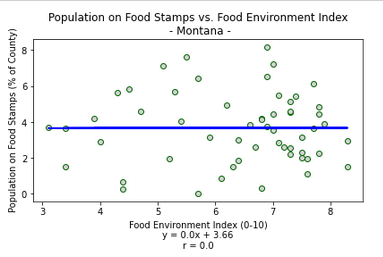 Population on Food Stamps vs. Food Environment Index
- Montana -
Population on Food Stamps (% of County)
8
6
4
2
0
3 4 5 6 7 8
Food Environment Index (0-10)
y = 0.0x + 3.66
r = 0.0